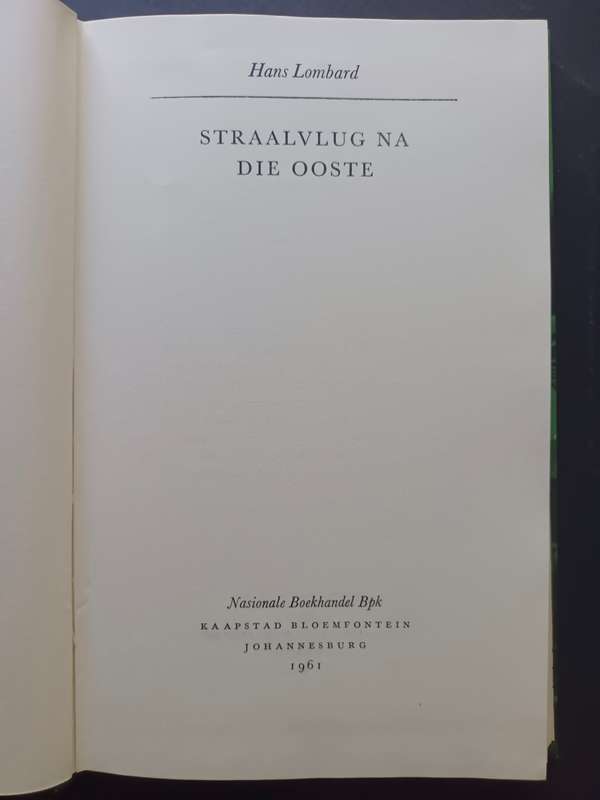 Hans Lombard
STRAALVLUG NA
DIE OOSTE
Nasionale Boekhandel Bpk
KAAPSTAD BLOEMFONTEIN
JOHANNESBURG
1961